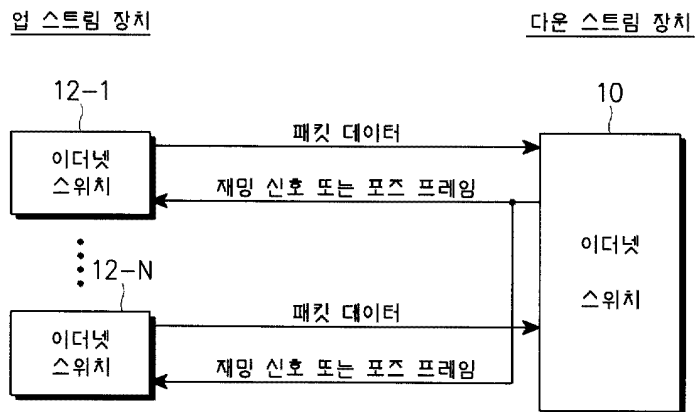 업 스트림 장치
다운 스트림 장치
12-1
10
이더넷
스위치
패킷 데이터
재밍 신호 또는 포즈 프레임
이더넷
스위치
12-N
이더넷
스위치
패킷 데이터
재밍 신호 또는 포즈 프레임